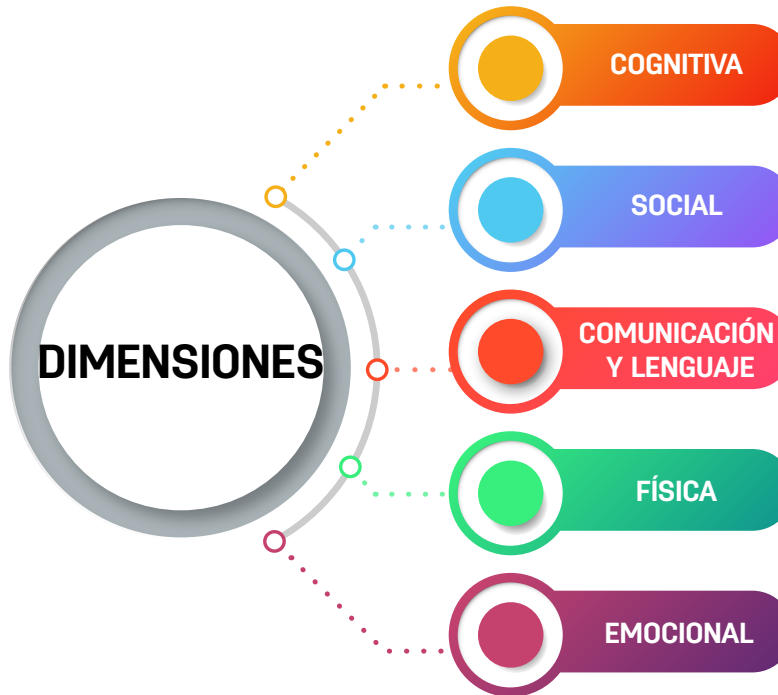 DIMENSIONES
COGNITIVA
SOCIAL
COMUNICACIÓN
Y LENGUAJE
FÍSICA
EMOCIONAL